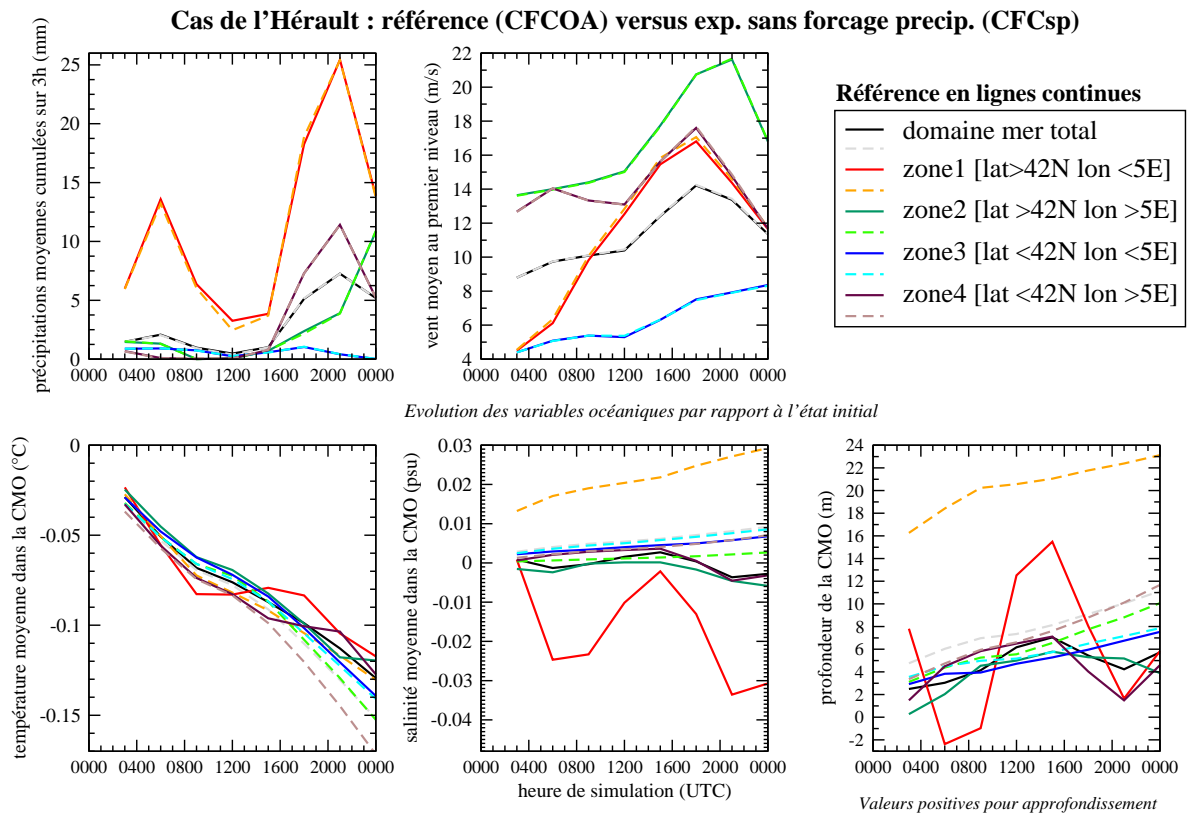 Cas de l'Hérault : référence (CFCOA) versus exp. sans forcage precip. (CFCsp)
précipitations moyennes cumulées sur 3h (mm)
25
20
15
10
5
0
0000 0400 0800 1200 1600 2000 0000
vent moyen au premier niveau (m/s)
22
20
18
16
14
12
10
8
6
4
0000 0400 0800 1200 1600 2000 0000
Référence en lignes continues
domaine mer total
zone1 [lat>42N lon <5E]
zone2 [lat >42N lon >5E]
zone3 [lat <42N lon <5E]
zone4 [lat <42N lon >5E]
Evolution des variables océaniques par rapport à l'état initial
température moyenne dans la CMO (°C)
0
-0.05
-0.1
-0.15
0000 0400 0800 1200 1600 2000 0000
salinité moyenne dans la CMO (psu)
0.03
0.02
0.01
0
-0.01
-0.02
-0.03
-0.04
0000 0400 0800 1200 1600 2000 0000
heure de simulation (UTC)
profondeur de la CMO (m)
24
22
20
18
16
14
12
10
8
6
4
2
0
-2
0000 0400 0800 1200 1600 2000 0000
Valeurs positives pour approfondissement